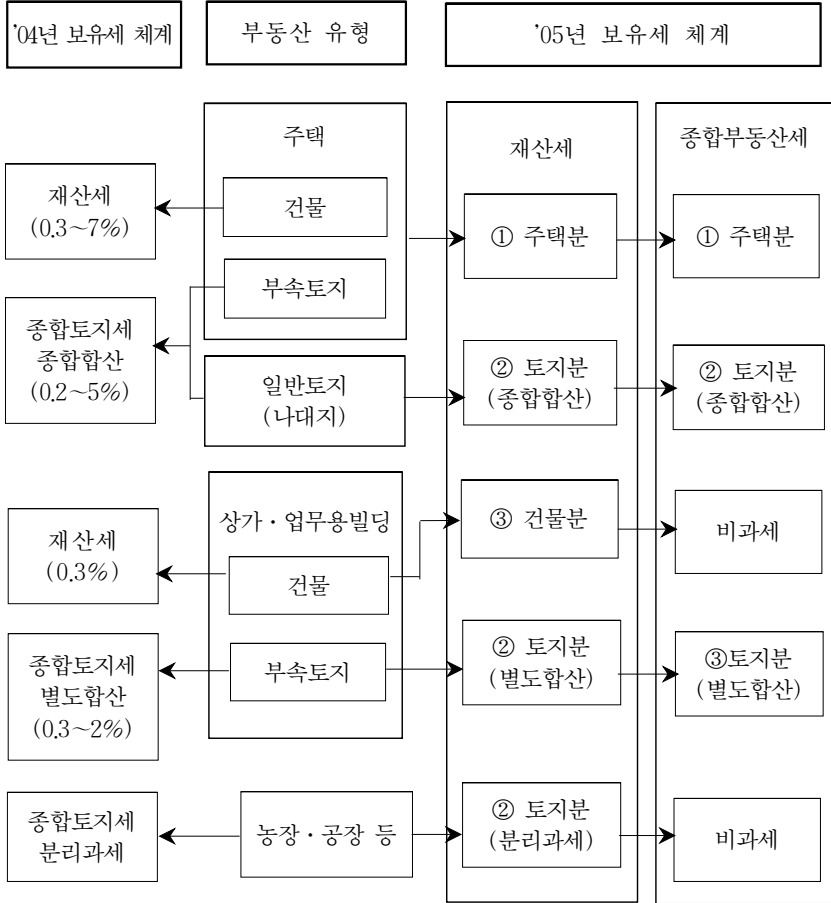 '04년 보유세 체계
부동산 유형
'05년 보유세 체계
주택
재산세
종합부동산세
재산세
(0.3~7%)
건물
① 주택분
① 주택분
부속토지
종합토지세
종합합산
(0.2~5%)
일반토지
(나대지)
② 토지분
(종합합산)
② 토지분
(종합합산)
상가·업무용빌딩
재산세
(0.3%)
건물
③ 건물분
비과세
종합토지세
별도합산
(0.3~2%)
부속토지
② 토지분
(별도합산)
③토지분
(별도합산)
종합토지세
분리과세
농장·공장 등
② 토지분
(분리과세)
비과세